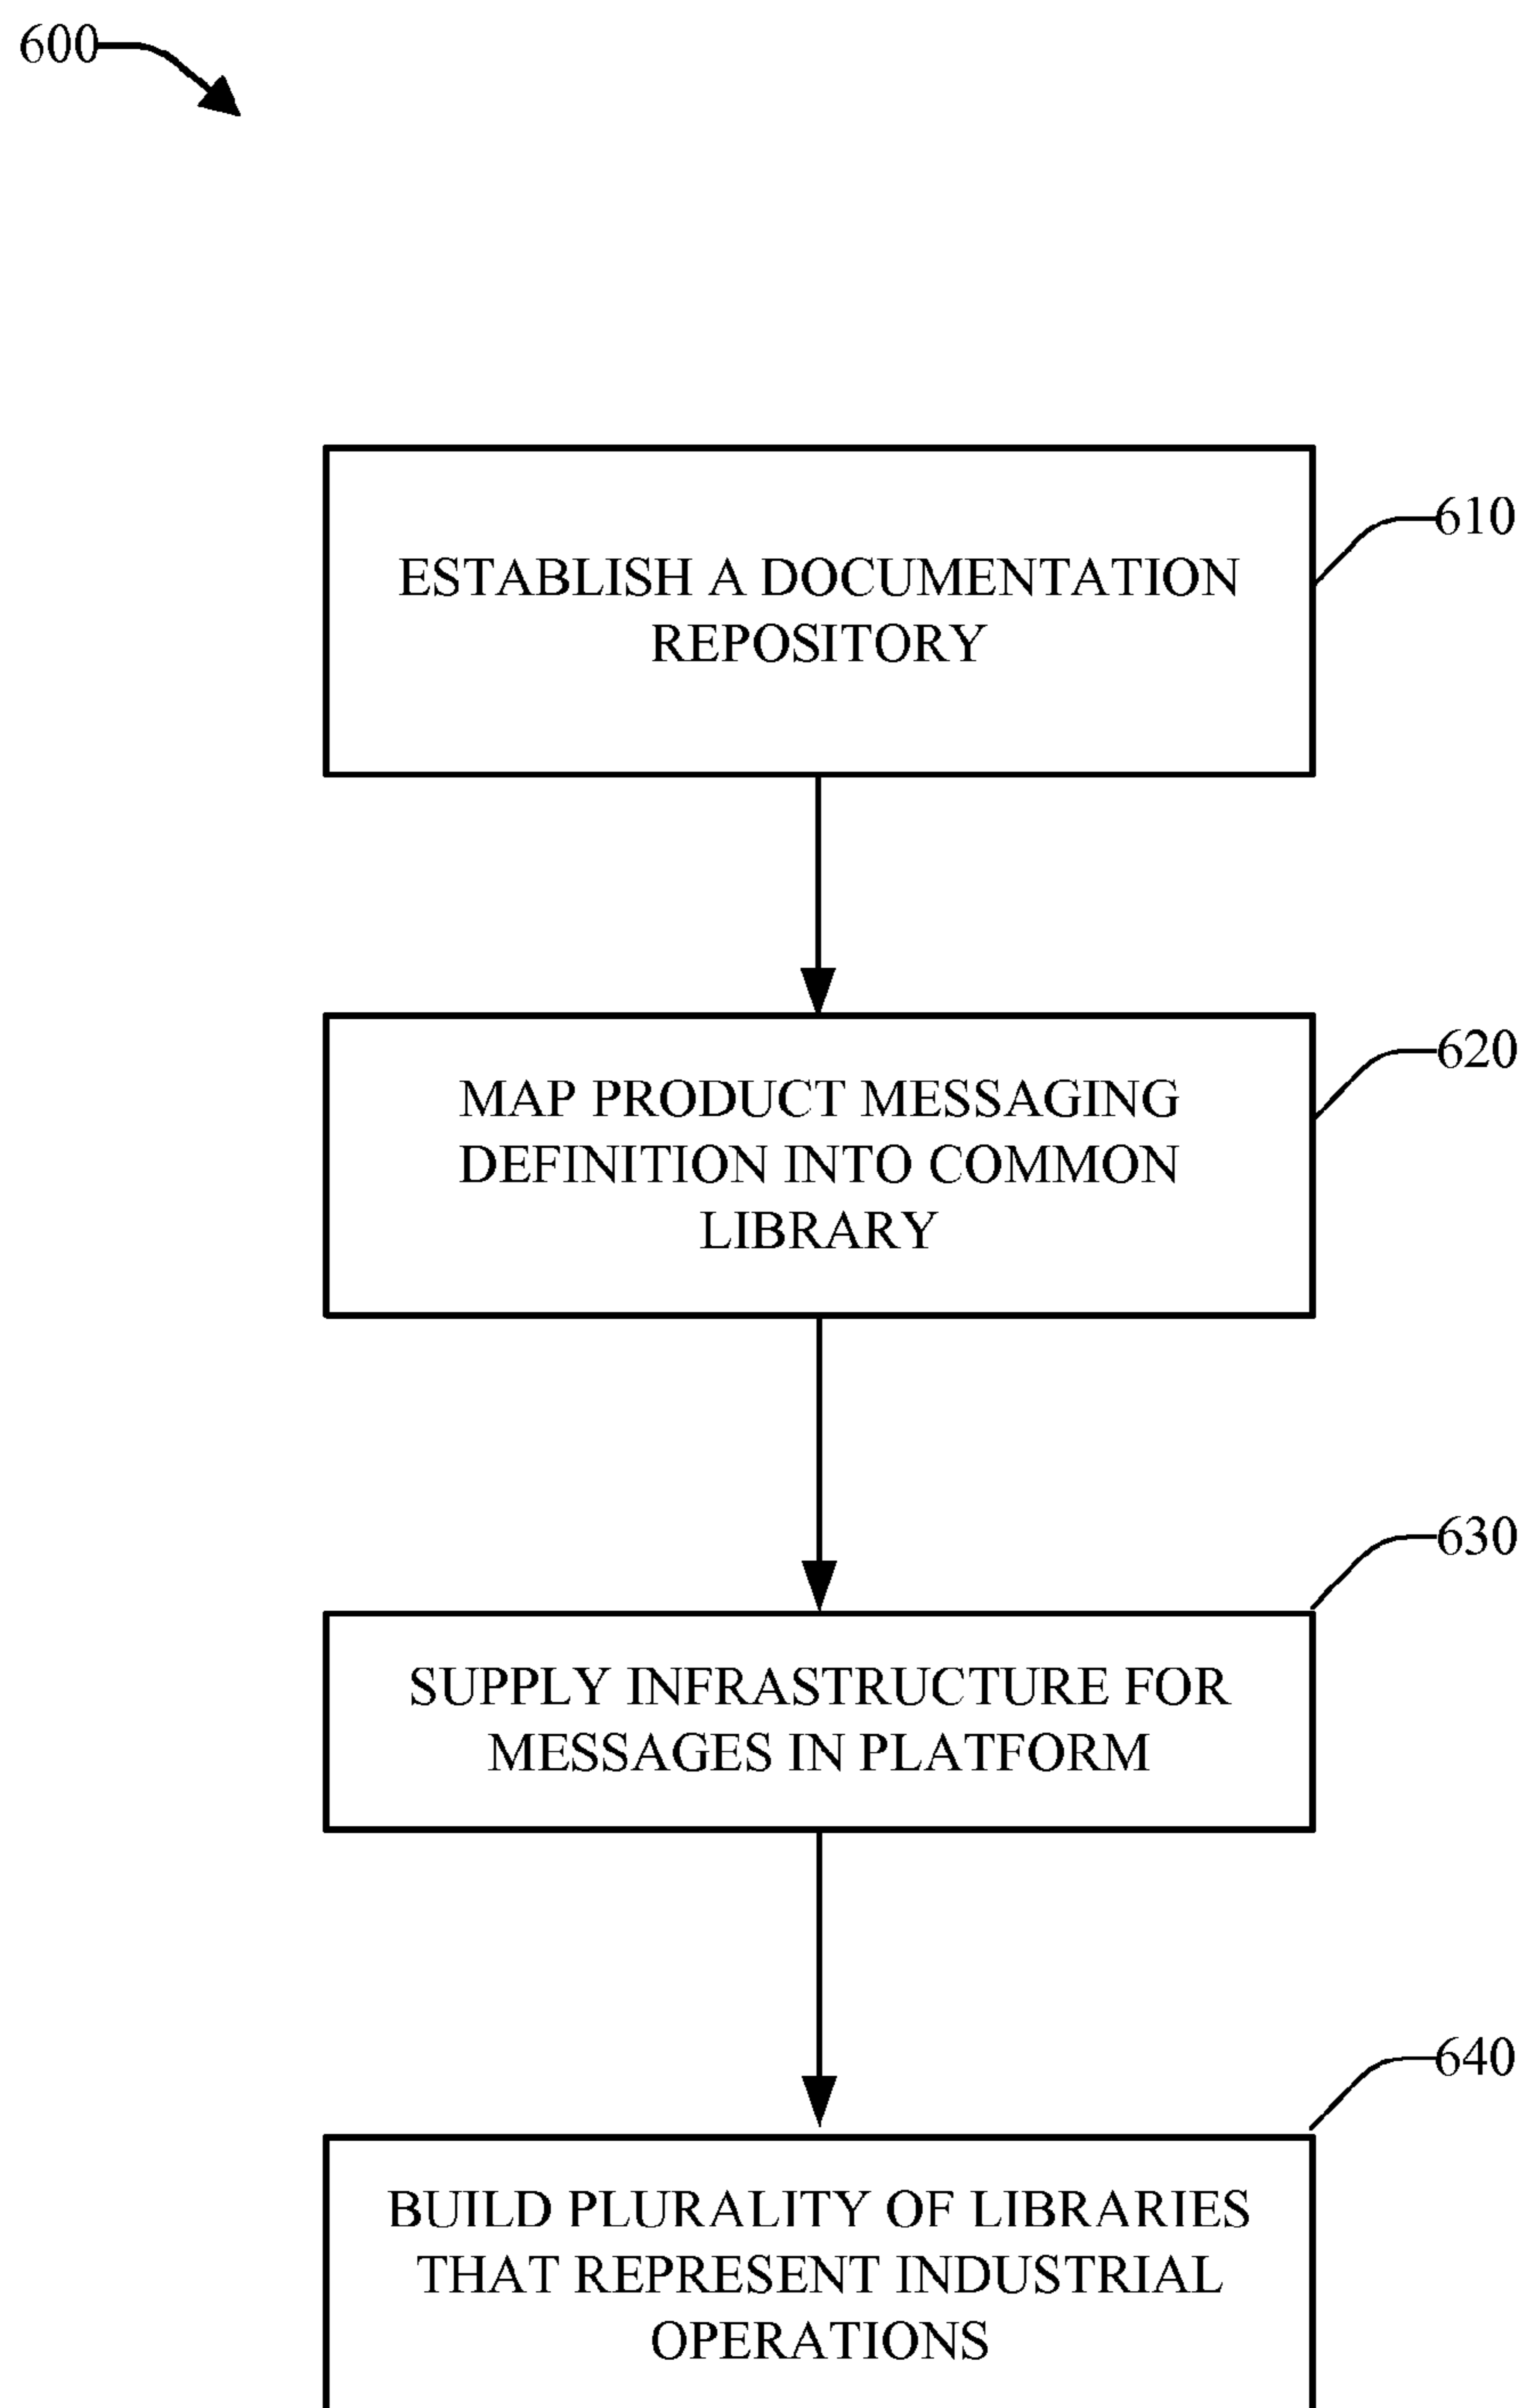 600
ESTABLISH A DOCUMENTATION
REPOSITORY
610
MAP PRODUCT MESSAGING
DEFINITION INTO COMMON
LIBRARY
620
SUPPLY INFRASTRUCTURE FOR
MESSAGES IN PLATFORM
630
BUILD PLURALITY OF LIBRARIES
THAT REPRESENT INDUSTRIAL
OPERATIONS
640